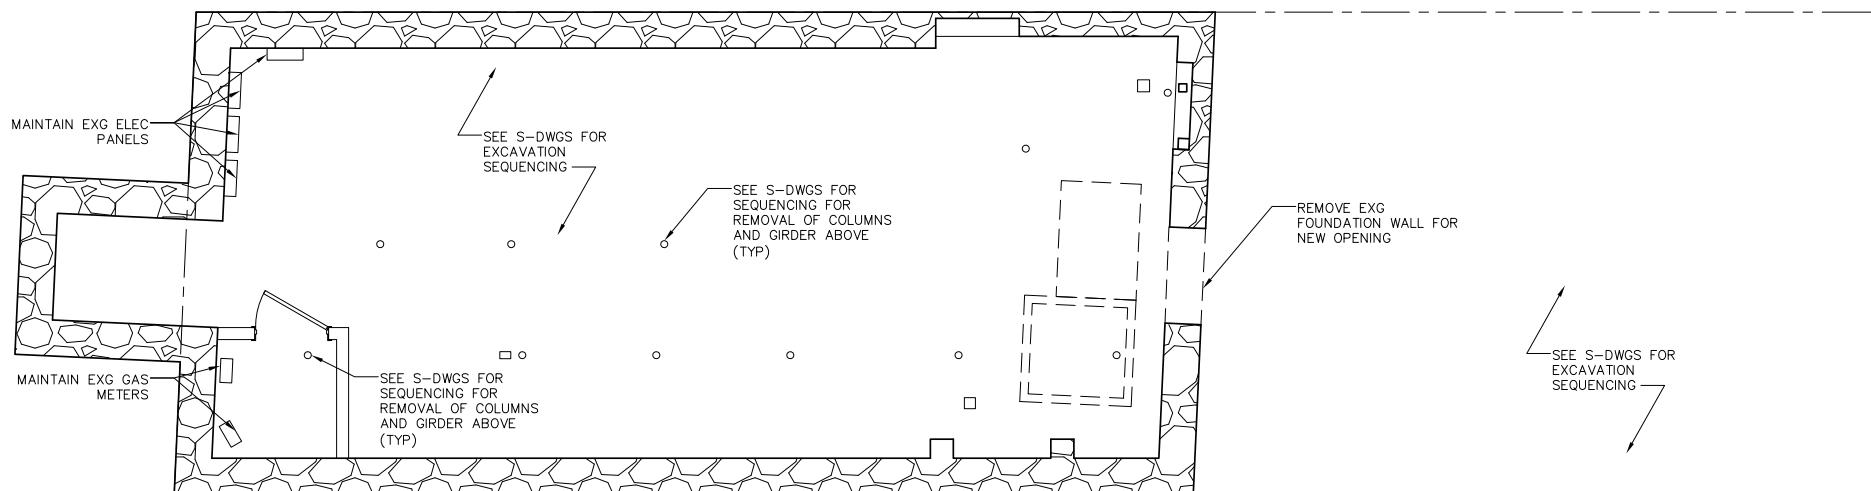 MAINTAIN EXG ELEC
PANELS
SEE S-DWGS FOR
EXCAVATION
SEQUENCING
SEE S-DWGS FOR
SEQUENCING FOR
REMOVAL OF COLUMNS
AND GIRDER ABOVE
(TYP)
REMOVE EXG
FOUNDATION WALL FOR
NEW OPENING
MAINTAIN EXG GAS
METERS
SEE S-DWGS FOR
SEQUENCING FOR
REMOVAL OF COLUMNS
AND GIRDER ABOVE
(TYP)
SEE S-DWGS FOR
EXCAVATION
SEQUENCING